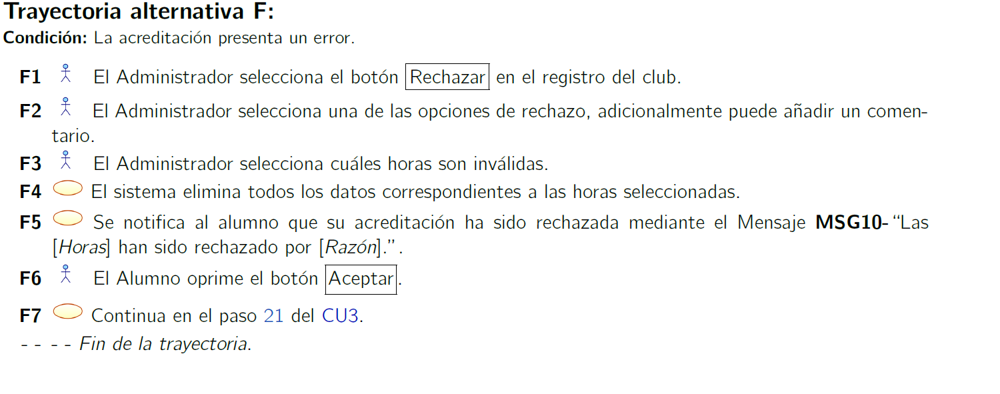 Trayectoria alternativa F:
Condición: La acreditación presenta un error.
F1 El Administrador selecciona el botón Rechazar en el registro del club.
F2 El Administrador selecciona una de las opciones de rechazo, adicionalmente puede añadir un comen-
tario.
F3 El Administrador selecciona cuáles horas son inválidas.
F4 El sistema elimina todos los datos correspondientes a las horas seleccionadas.
F5 Se notifica al alumno que su acreditación ha sido rechazada mediante el Mensaje MSG10-“Las
[Horas] han sido rechazado por [Razón].”.
F6 El Alumno oprime el botón Aceptar.
F7 Continua en el paso 21 del CU3.
- - - - Fin de la trayectoria.